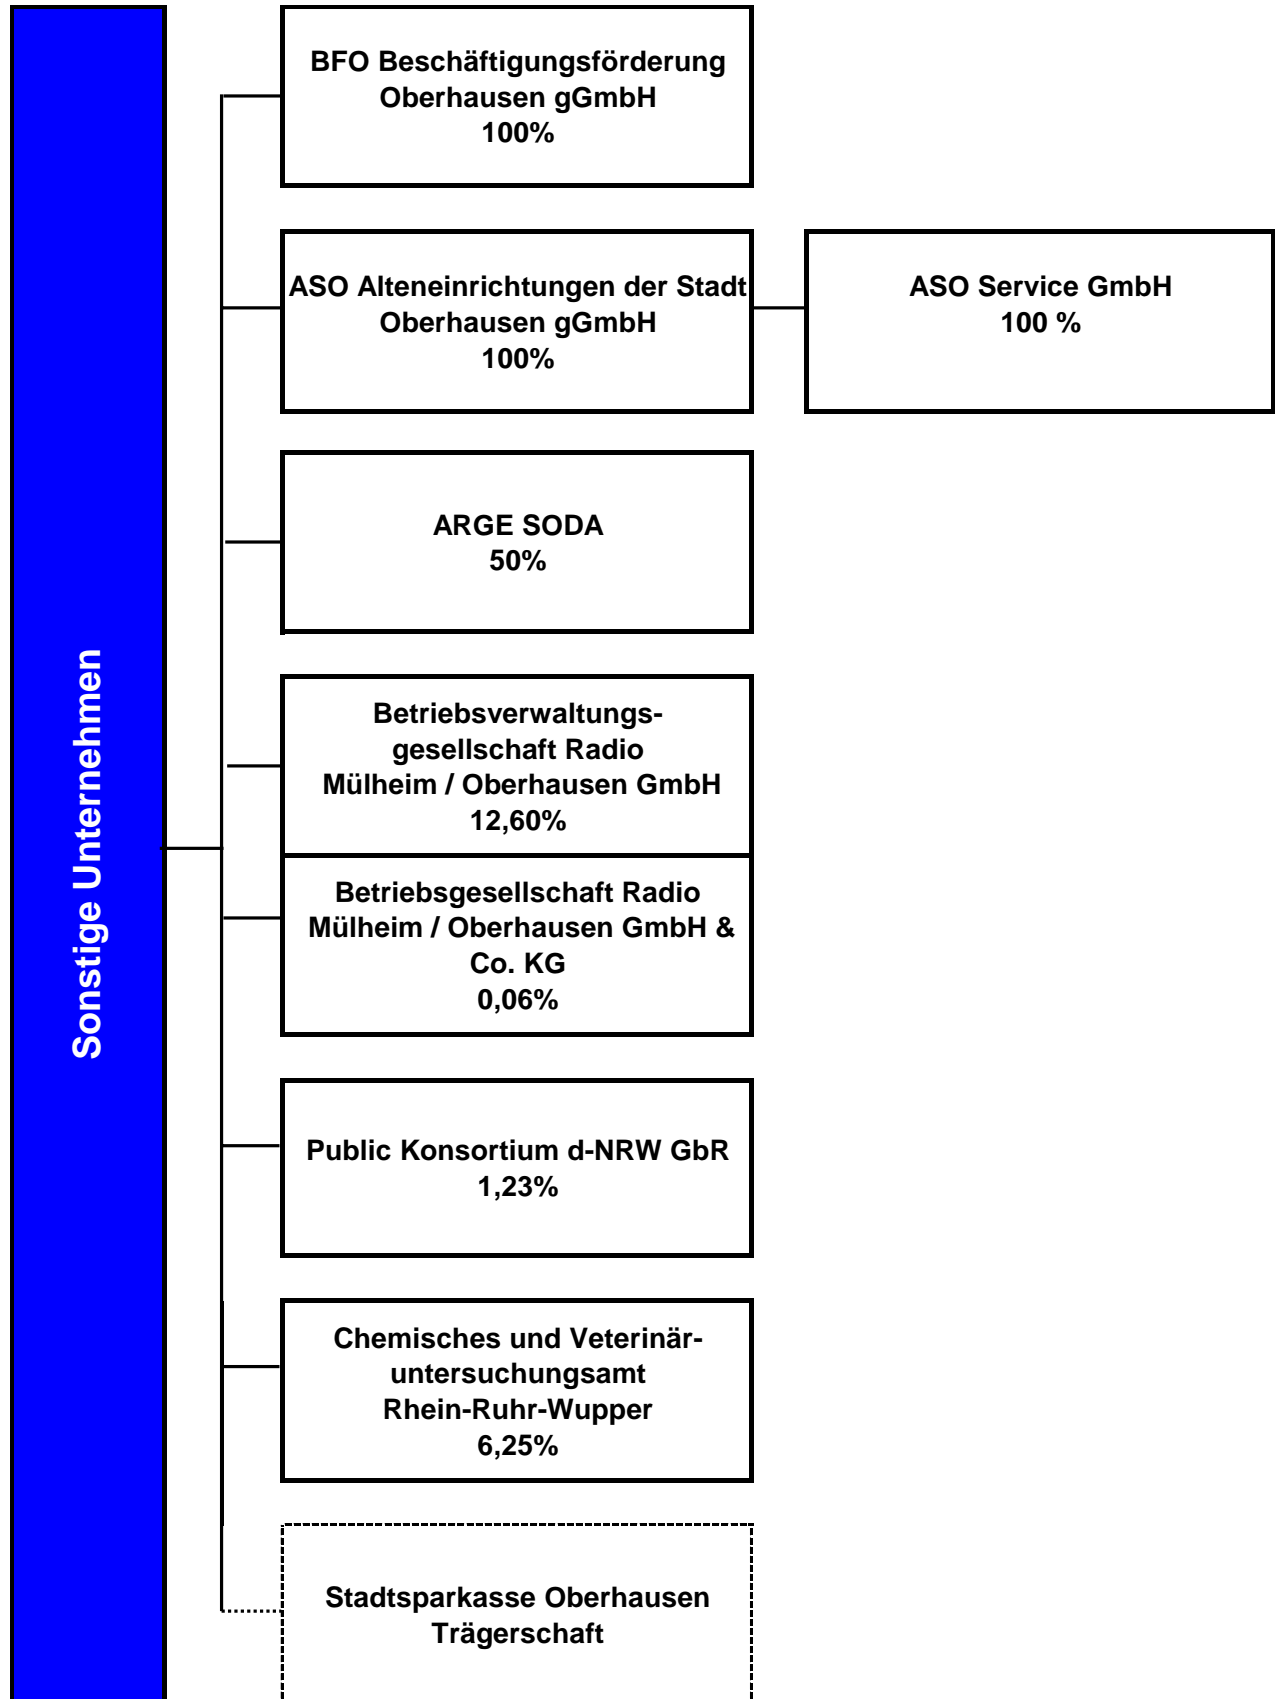 Sonstige Unternehmen
BFO Beschäftigungsförderung
Oberhausen gGmbH
100%
ASO Alteneinrichtungen der Stadt
Oberhausen gGmbH
100%
ASO Service GmbH
100 %
ARGE SODA
50%
Betriebsverwaltungs-
gesellschaft Radio
Mülheim / Oberhausen GmbH
12,60%
Betriebsgesellschaft Radio
Mülheim / Oberhausen GmbH &
Co. KG
0,06%
Public Konsortium d-NRW GbR
1,23%
Chemisches und Veterinär-
untersuchungsamt
Rhein-Ruhr-Wupper
6,25%
Stadtsparkasse Oberhausen
Trägerschaft